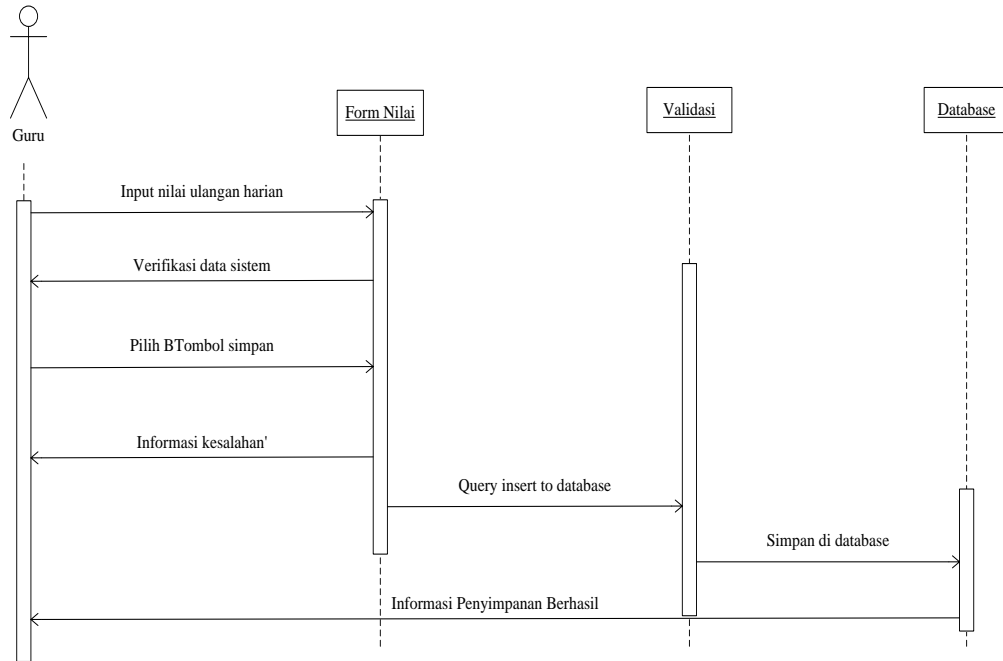 Guru
Form Nilai
Validasi
Database
Input nilai ulangan harian
Verifikasi data sistem
Pilih BTombol simpan
Informasi kesalahan'
Query insert to database
Simpan di database
Informasi Penyimpanan Berhasil